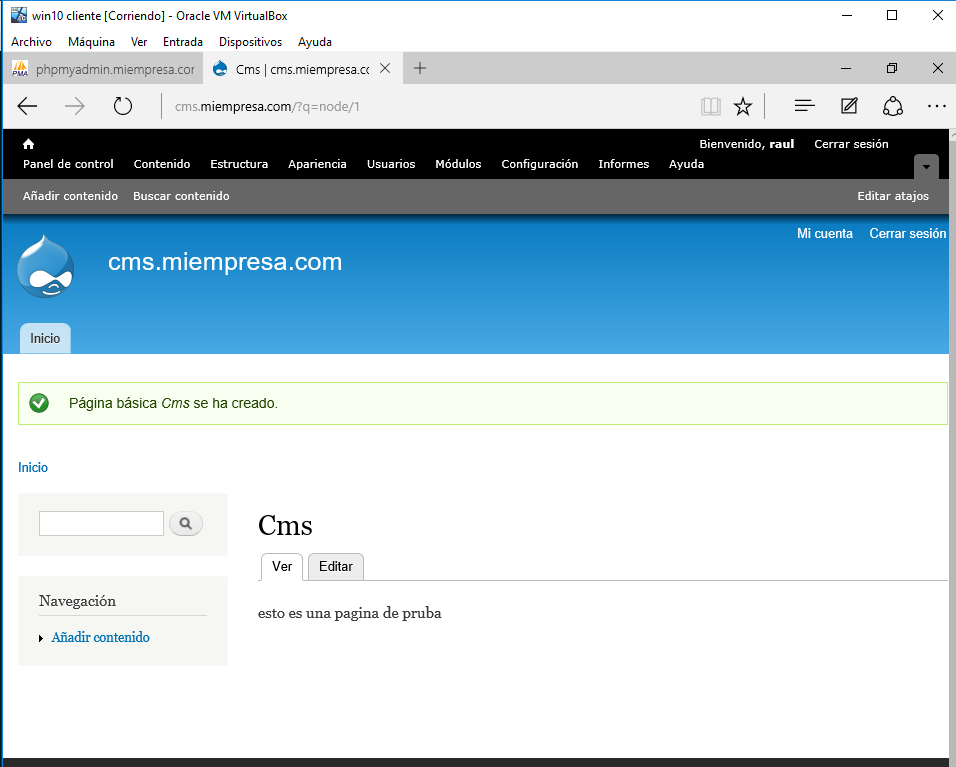 win10 cliente [Corriendo] - Oracle VM VirtualBox
Archivo Máquina Ver Entrada Dispositivos Ayuda
PMA phpmyadmin.miempresa.cor Cms | cms.miempresa.cc
cms.miempresa.com/?q=node/1
Bienvenido, raul Cerrar sesión
Panel de control Contenido Estructura Apariencia Usuarios Módulos Configuración Informes Ayuda
Añadir contenido Buscar contenido Editar atajos
Mi cuenta Cerrar sesión
cms.miempresa.com
Inicio
Página básica Cms se ha creado.
Inicio
Cms
Ver Editar
esto es una pagina de pruba
Navegación
Añadir contenido